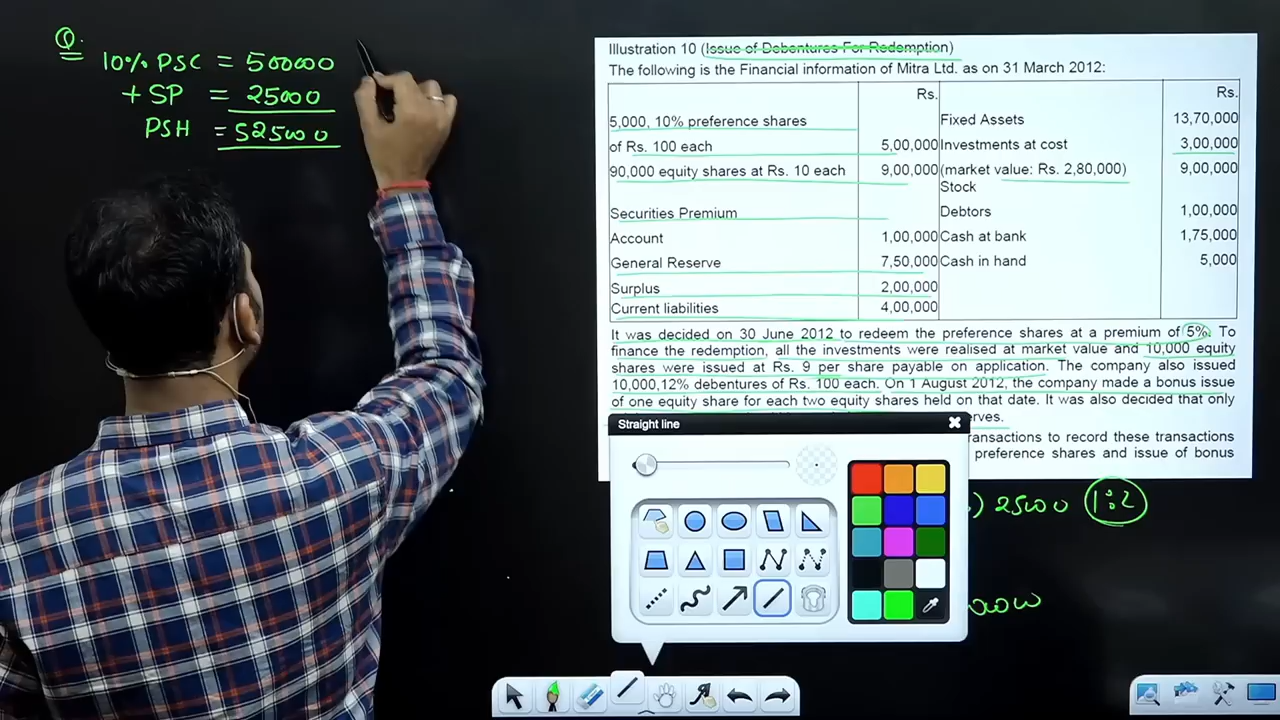 Q.
10% PSC = 500000
+ SP = 25000
PSH = 525000
Illustration 10 (Issue of Debentures For Redemption)
The following is the Financial information of Mitra Ltd. as on 31 March 2012:
Rs. Rs.
5,000, 10% preference shares Fixed Assets 13,70,000
of Rs. 100 each 5,00,000 Investments at cost 3,00,000
90,000 equity shares at Rs. 10 each 9,00,000 (market value: Rs. 2,80,000) 9,00,000
Stock
Securities Premium Debtors 1,00,000
Account 1,00,000 Cash at bank 1,75,000
General Reserve 7,50,000 Cash in hand 5,000
Surplus 2,00,000
Current liabilities 4,00,000
It was decided on 30 June 2012 to redeem the preference shares at a premium of 5%. To
finance the redemption, all the investments were realised at market value and 10,000 equity
shares were issued at Rs. 9 per share payable on application. The company also issued
10,000,12% debentures of Rs. 100 each. On 1 August 2012, the company made a bonus issue
of one equity share for each two equity shares held on that date. It was also decided that only
erves.
ransactions to record these transactions
preference shares and issue of bonus
Straight line
) 25000 1:2